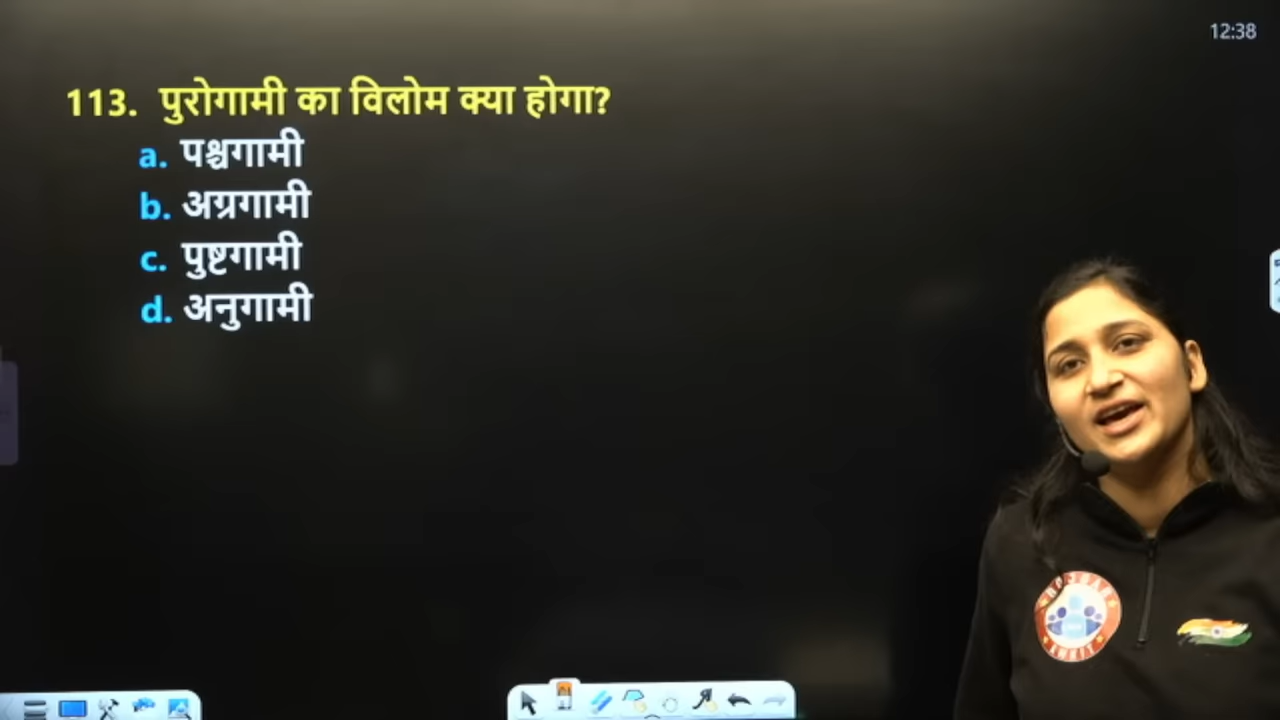 12:38
113. पुरोगामी का विलोम क्या होगा?
a. पश्चगामी
b. अग्रगामी
c. पुष्टगामी
d. अनुगामी